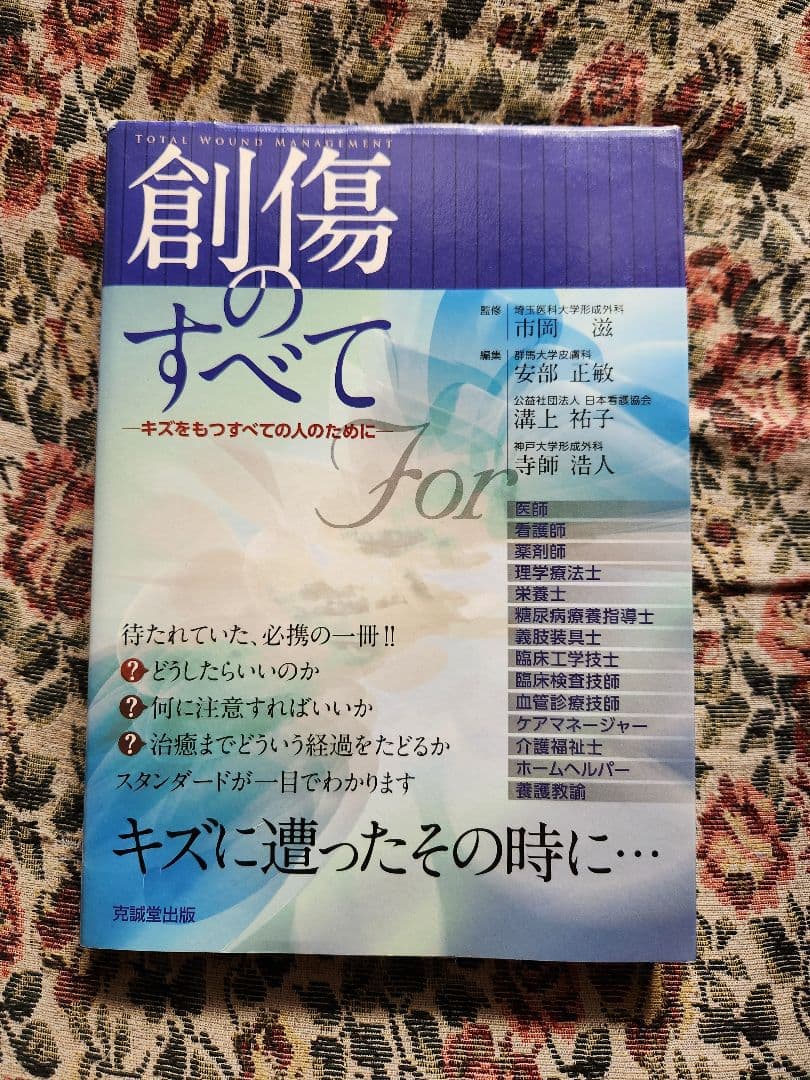 TOTAL WOUND MANAGEMENT
創傷
の
すべて
―キズをもつすべての人のために―
監修 埼玉医科大学形成外科
市岡 滋
編集 群馬大学皮膚科
安部 正敏
公益社団法人 日本看護協会
溝上 祐子
神戸大学形成外科
寺師 浩人
For
医師
看護師
薬剤師
理学療法士
栄養士
糖尿病療養指導士
義肢装具士
臨床工学技士
臨床検査技師
血管診療技師
ケアマネージャー
介護福祉士
ホームヘルパー
養護教諭
待たれていた、必携の一冊!!
?どうしたらいいのか
?何に注意すればいいか
?治癒までどういう経過をたどるか
スタンダードが一目でわかります
キズに遭ったその時に…
克誠堂出版